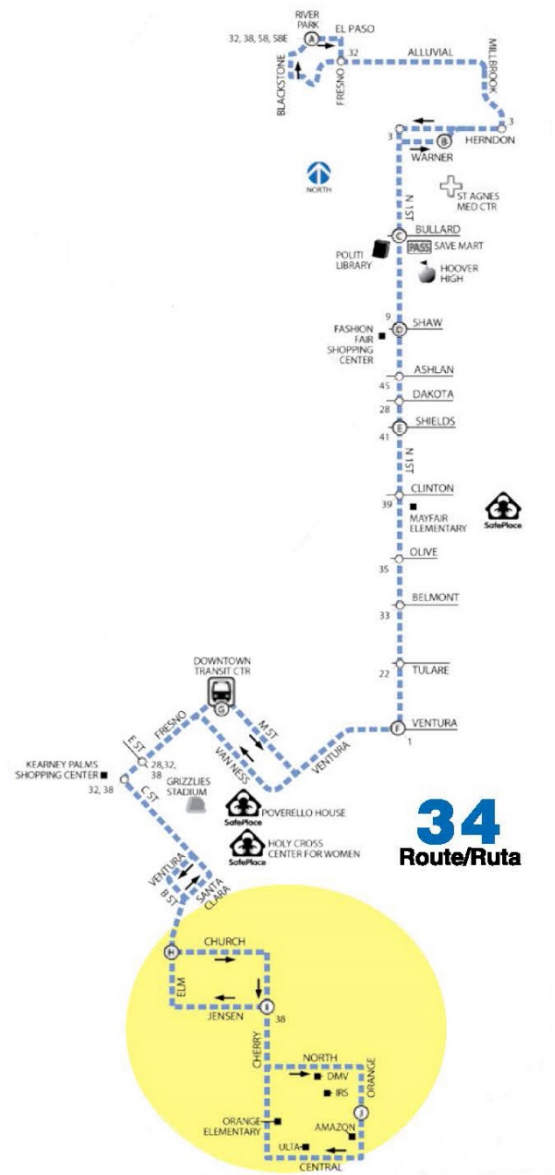 RIVER
PARK
A
EL PASO
32, 38, 58, 58E
32
ALLUVIAL
BLACKSTONE
FRESNO
MILLBROOK
3
3
HERNDON
B
WARNER
NORTH
ST AGNES
MED CTR
N 1ST
C
BULLARD
PASS SAVE MART
POLITI
LIBRARY
HOOVER
HIGH
9
D
SHAW
FASHION
FAIR
SHOPPING
CENTER
ASHLAN
45
DAKOTA
28
E
SHIELDS
41
N 1ST
CLINTON
39
MAYFAIR
ELEMENTARY
SafePlace
OLIVE
35
BELMONT
33
TULARE
22
DOWNTOWN
TRANSIT CTR
G
F
VENTURA
1
FRESNO
M ST
VAN NESS
VENTURA
E ST
28,32,
38
KEARNEY PALMS
SHOPPING CENTER
32, 38
C ST
GRIZZLIES
STADIUM
SafePlace
POVERELLO HOUSE
SafePlace
HOLY CROSS
CENTER FOR WOMEN
34
Route/Ruta
VENTURA
B ST
SANTA
CLARA
H
CHURCH
ELM
JENSEN
I
38
CHERRY
NORTH
ORANGE
DMV
IRS
J
ORANGE
ELEMENTARY
AMAZON
ULTA
CENTRAL